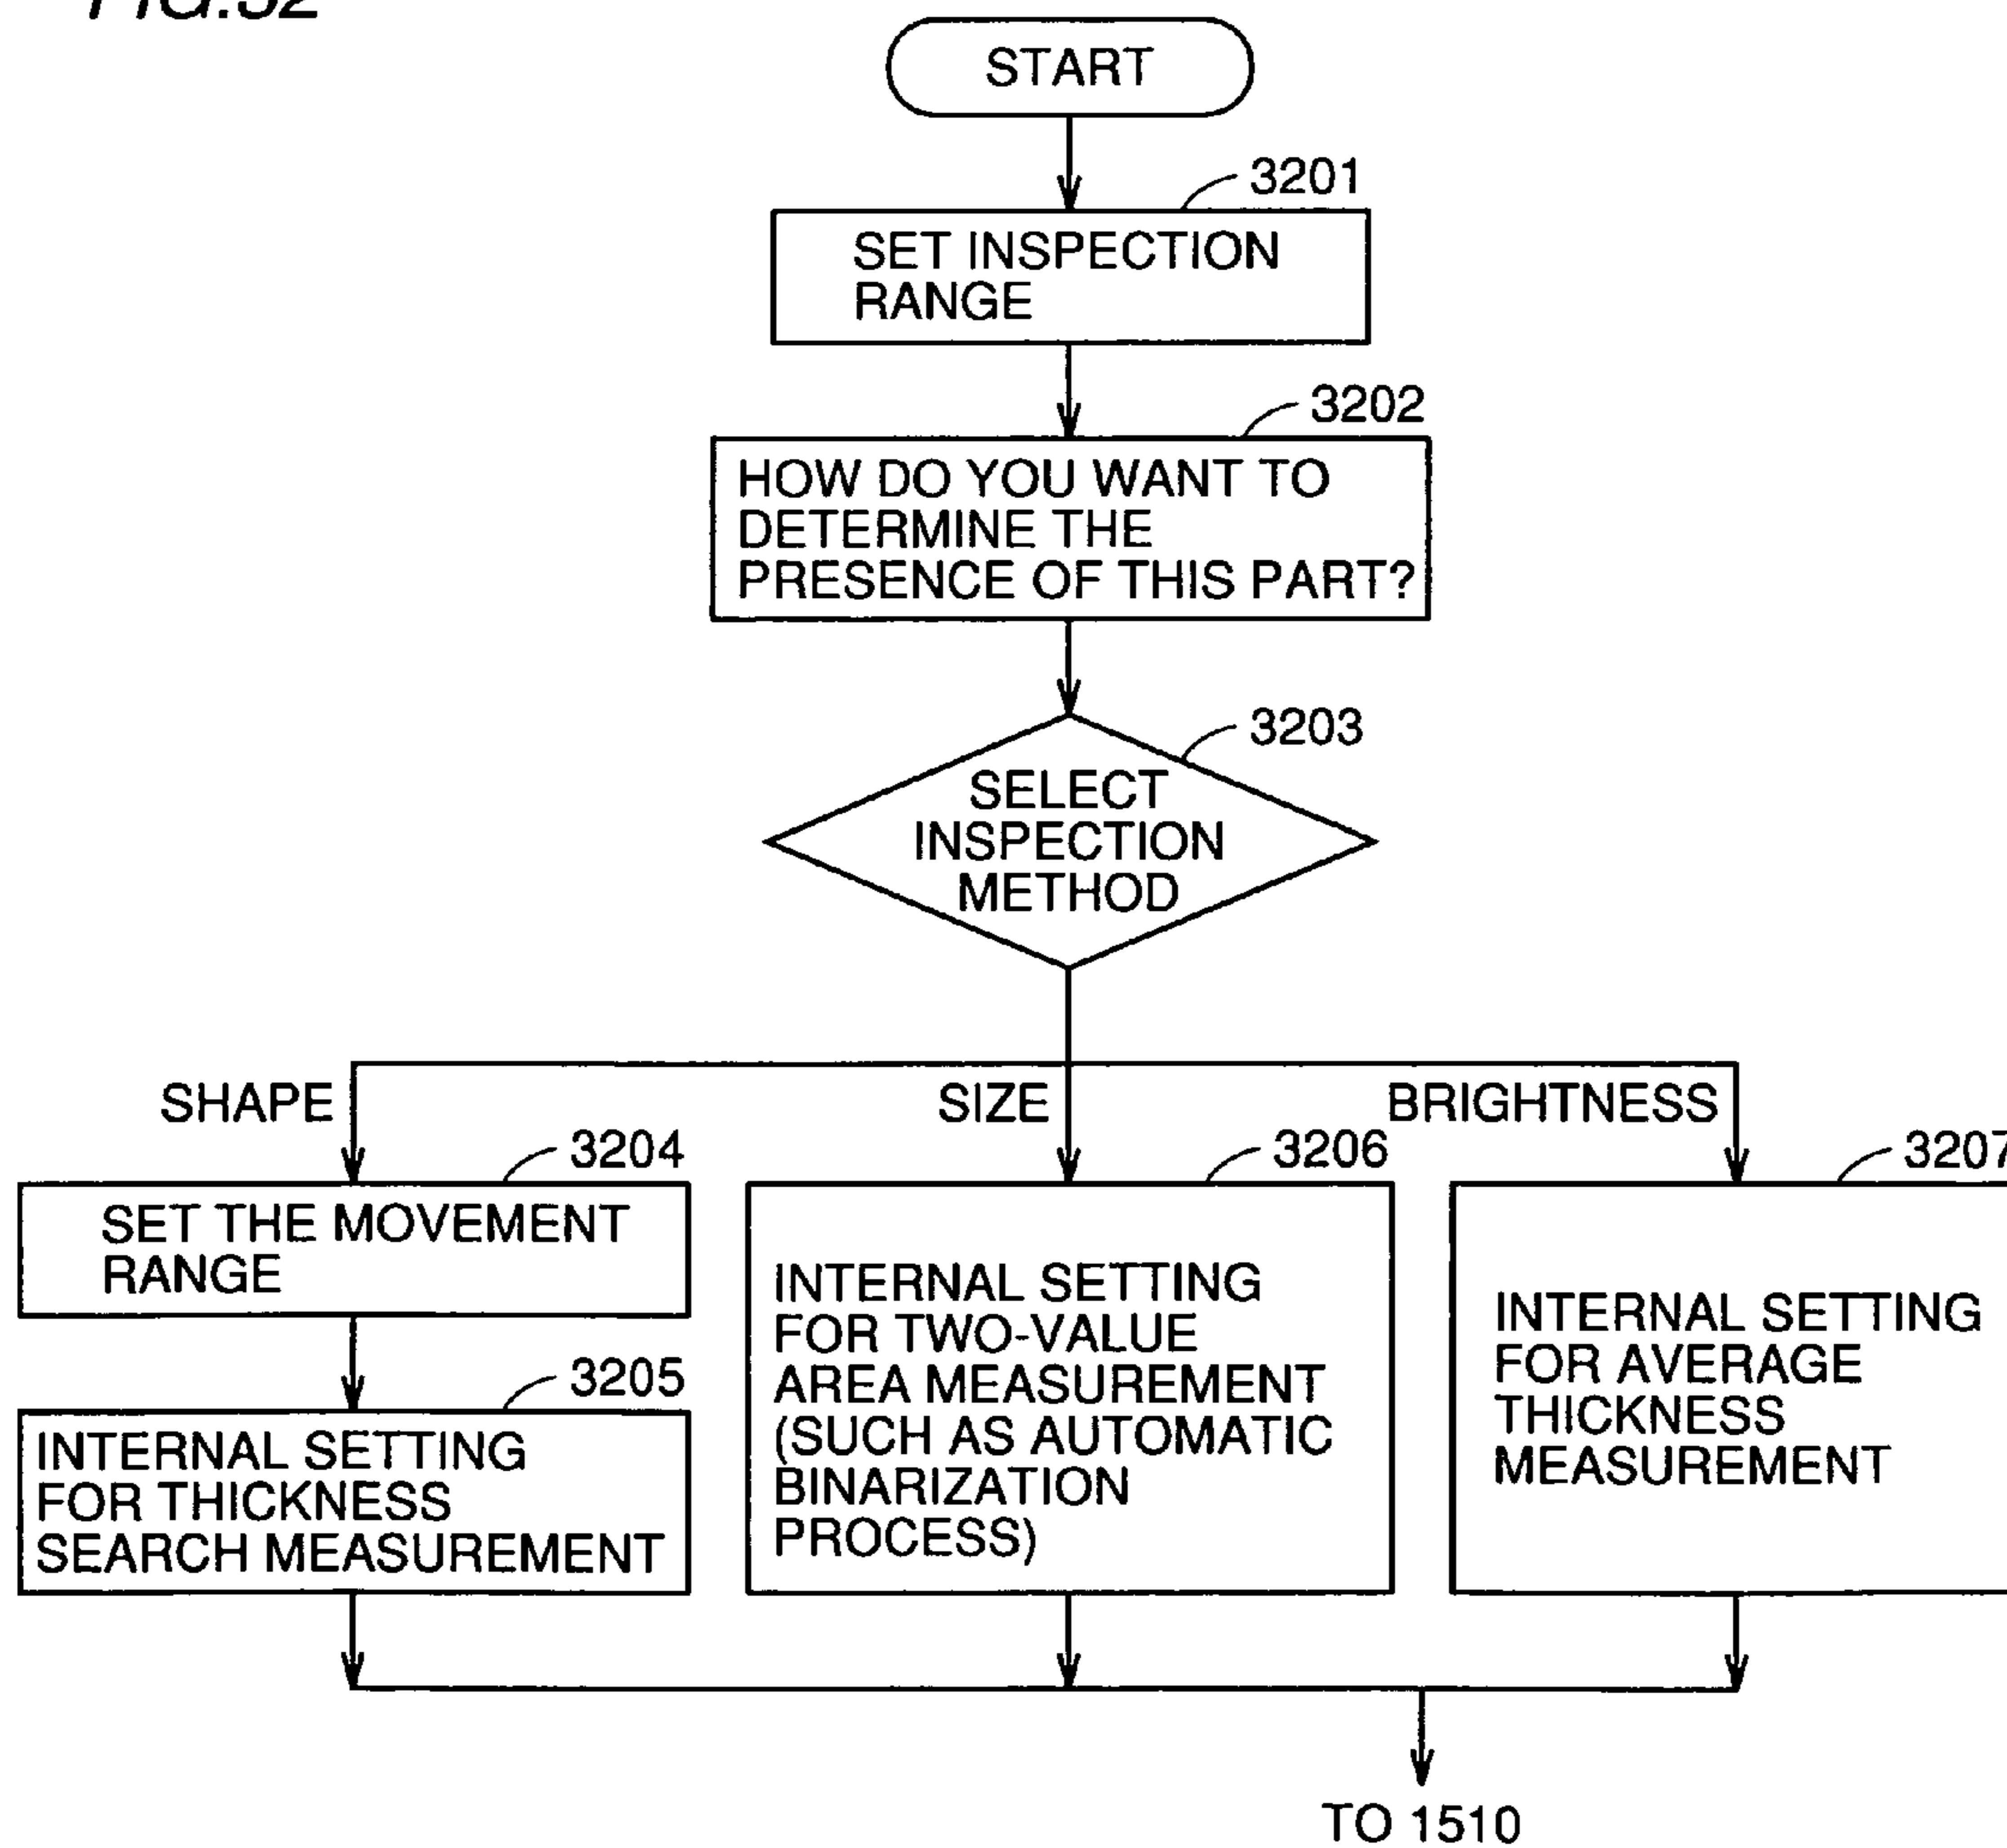 FIG.32
START
3201
SET INSPECTION
RANGE
3202
HOW DO YOU WANT TO
DETERMINE THE
PRESENCE OF THIS PART?
3203
SELECT
INSPECTION
METHOD
SHAPE
SIZE
BRIGHTNESS
3204
SET THE MOVEMENT
RANGE
3205
INTERNAL SETTING
FOR THICKNESS
SEARCH MEASUREMENT
3206
INTERNAL SETTING
FOR TWO-VALUE
AREA MEASUREMENT
(SUCH AS AUTOMATIC
BINARIZATION
PROCESS)
3207
INTERNAL SETTING
FOR AVERAGE
THICKNESS
MEASUREMENT
TO 1510